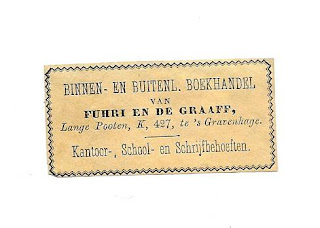 BINNEN- EN BUITENL. BOEKHANDEL
VAN
FUHRI EN DE GRAAFF,
Lange Pooten, K, 427, te 's Gravenhage.
Kantoor-, School- en Schrijfbehoeften.